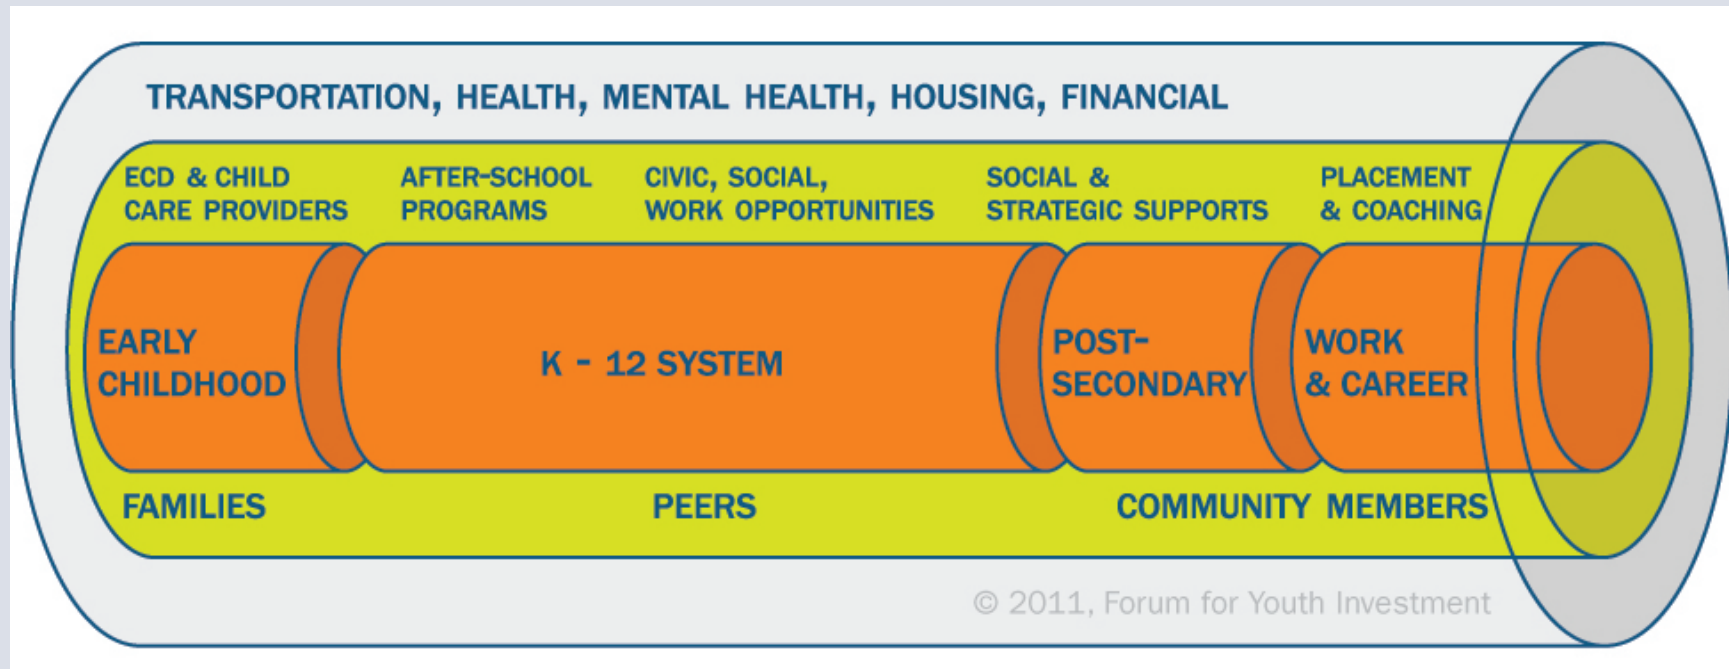 TRANSPORTATION, HEALTH, MENTAL HEALTH, HOUSING, FINANCIAL
ECD & CHILD
CARE PROVIDERS
AFTER-SCHOOL
PROGRAMS
CIVIC, SOCIAL,
WORK OPPORTUNITIES
SOCIAL &
STRATEGIC SUPPORTS
PLACEMENT
& COACHING
EARLY
CHILDHOOD
K - 12 SYSTEM
POST-
SECONDARY
WORK
& CAREER
FAMILIES
PEERS
COMMUNITY MEMBERS
© 2011, Forum for Youth Investment